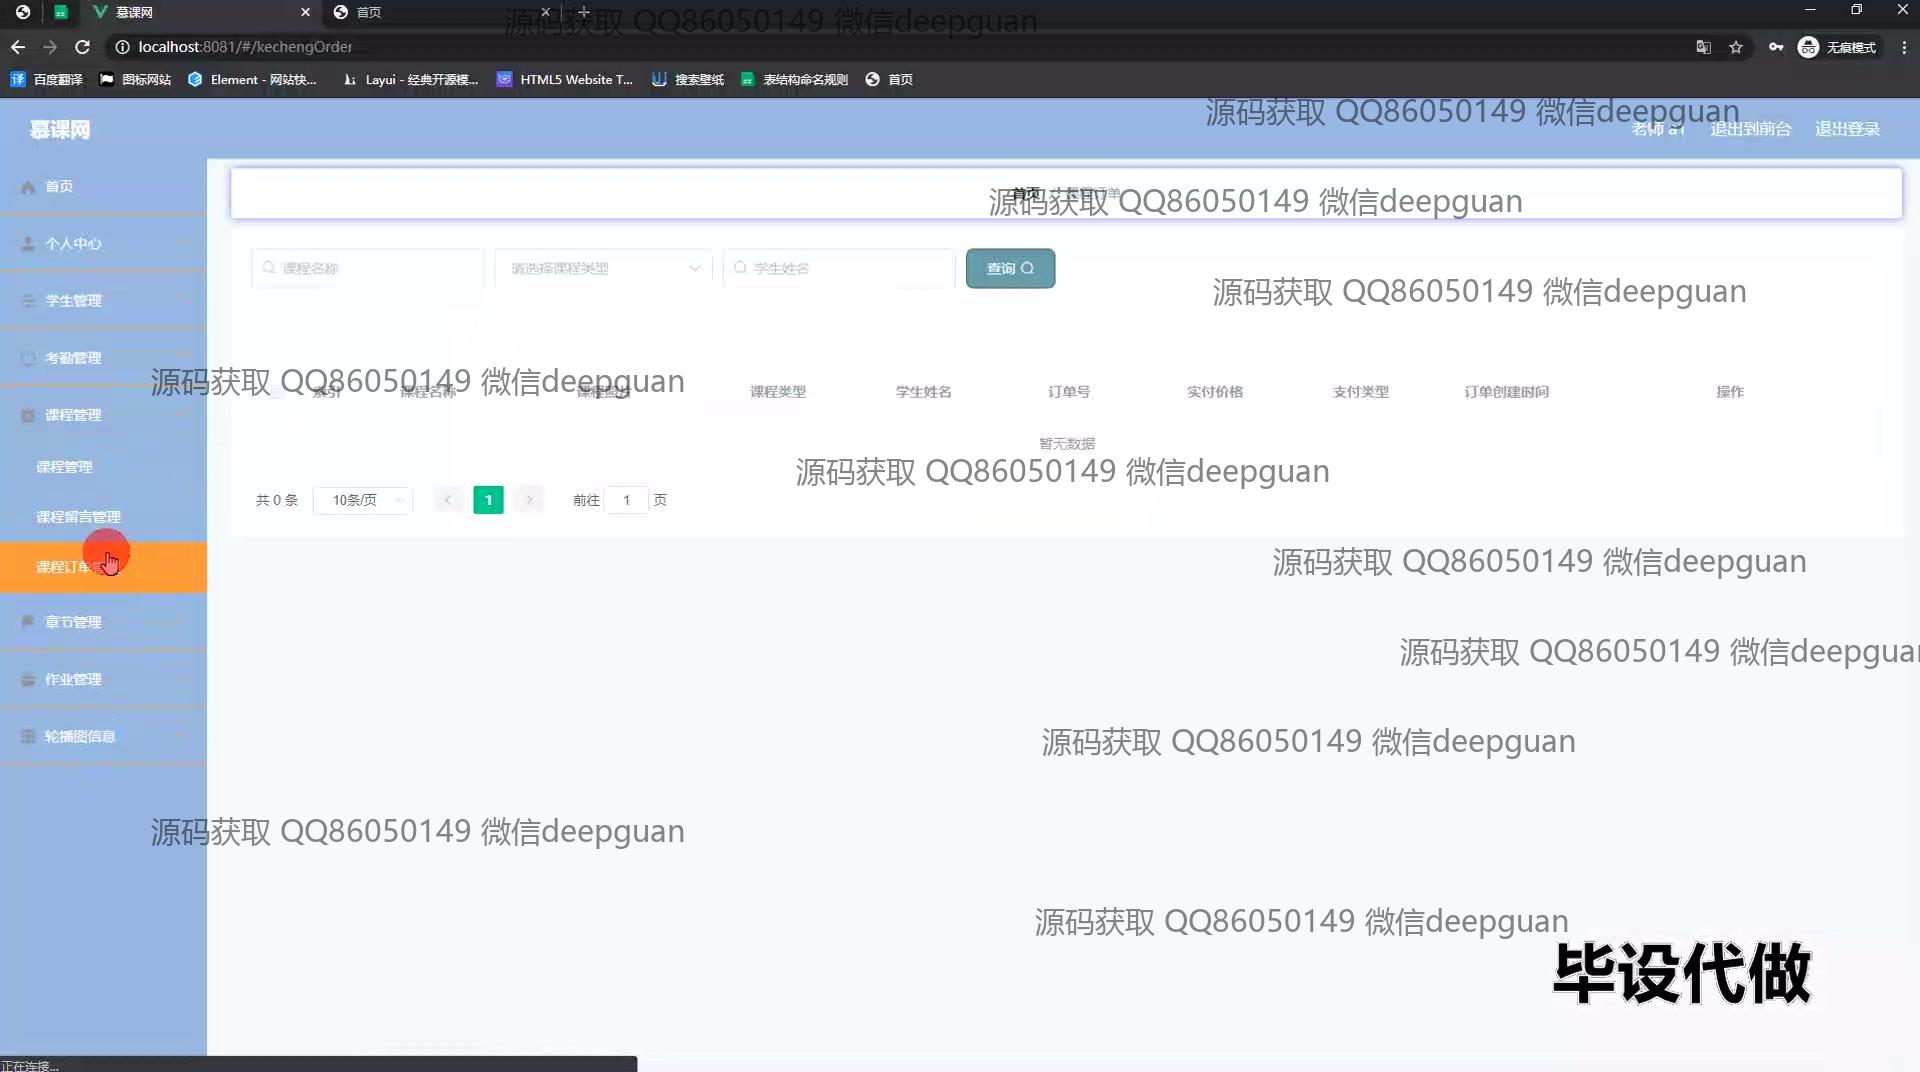 慕课网
首页
源码获取 QQ86050149 微信deepguan
localhost:8081/#/kechengOrder
无痕模式
百度翻译
图标网站
Element - 网站快...
Layui - 经典开源模...
HTML5 Website T...
搜索壁纸
表结构命名规则
首页
源码获取 QQ86050149 微信deepguan
慕课网
老师 a1
退出到前台
退出登录
首页
首页
课程订单
源码获取 QQ86050149 微信deepguan
个人中心
课程名称
请选择课程类型
学生姓名
查询
学生管理
源码获取 QQ86050149 微信deepguan
考勤管理
源码获取 QQ86050149 微信deepguan
索引
课程名称
课程照片
课程类型
学生姓名
订单号
实付价格
支付类型
订单创建时间
操作
课程管理
暂无数据
课程管理
源码获取 QQ86050149 微信deepguan
共 0 条
10条/页
1
前往
1
页
课程留言管理
课程订单
源码获取 QQ86050149 微信deepguan
章节管理
源码获取 QQ86050149 微信deepguan
作业管理
轮播图信息
源码获取 QQ86050149 微信deepguan
源码获取 QQ86050149 微信deepguan
源码获取 QQ86050149 微信deepguan
毕设代做
正在连接...